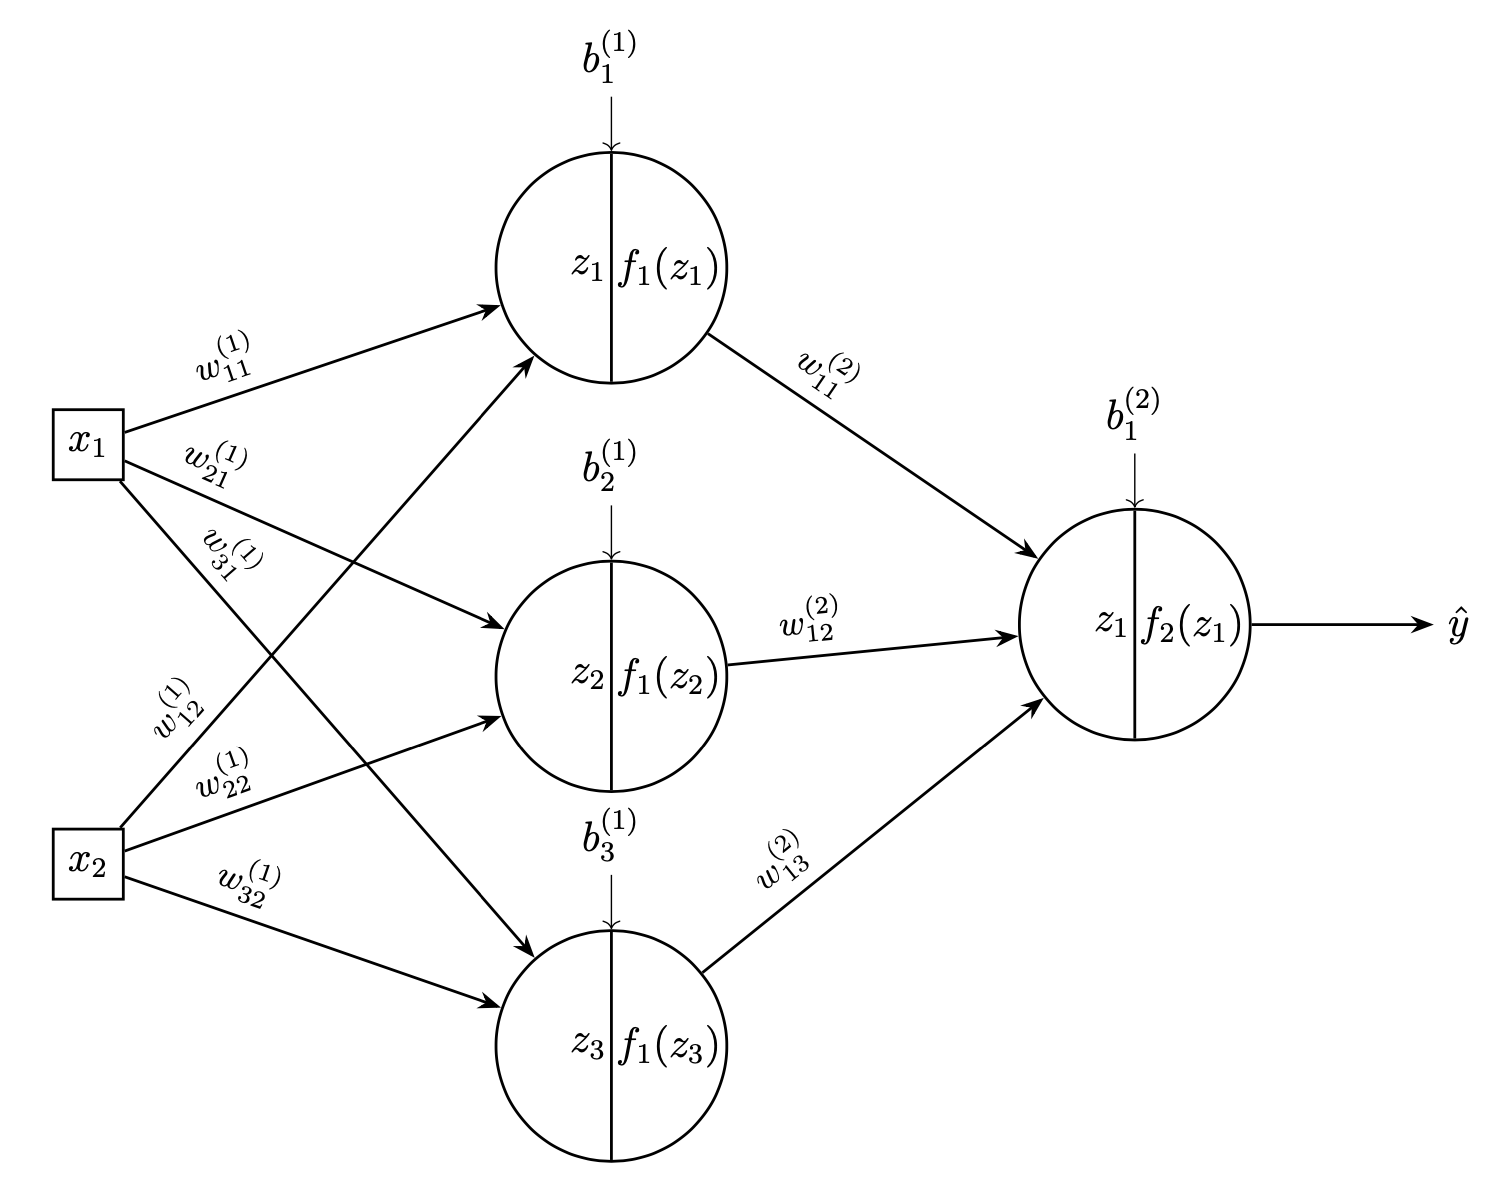 b_1^{(1)}
z_1 f_1(z_1)
w_{11}^{(1)}
w_{11}^{(2)}
b_1^{(2)}
x_1
w_{21}^{(1)}
b_2^{(1)}
w_{31}^{(1)}
w_{12}^{(2)}
z_1 f_2(z_1)
ŷ
z_2 f_1(z_2)
w_{12}^{(1)}
w_{22}^{(1)}
b_3^{(1)}
x_2
w_{32}^{(1)}
w_{13}^{(2)}
z_3 f_1(z_3)